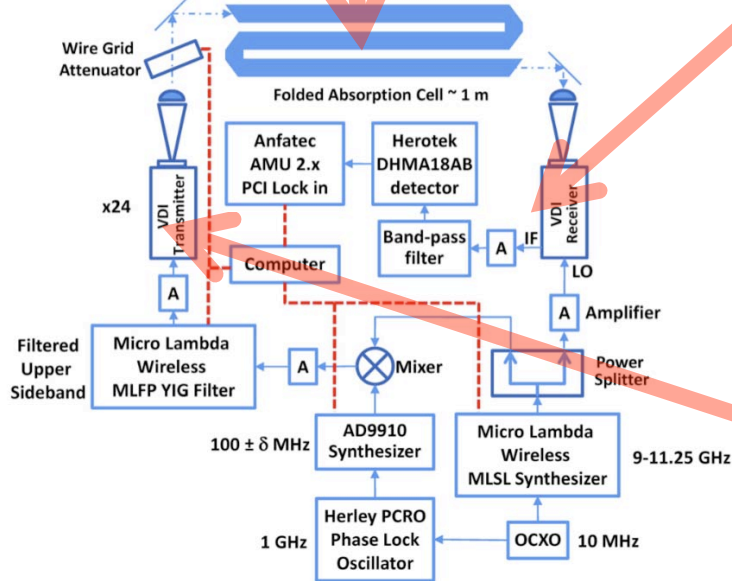 Wire Grid
Attenuator
Folded Absorption Cell ~ 1 m
Anfatec
AMU 2.x
PCI Lock in
Herotek
DHMA18AB
detector
x24
VDI
Transmitter
VDI
Receiver
Band-pass
filter
A
IF
LO
Computer
A
A
Amplifier
Filtered
Upper
Sideband
Micro Lambda
Wireless
MLFP YIG Filter
A
Mixer
Power
Splitter
100 ± δ MHz
AD9910
Synthesizer
Micro Lambda
Wireless
MLSL Synthesizer
9-11.25 GHz
1 GHz
Herley PCRO
Phase Lock
Oscillator
OCXO
10 MHz